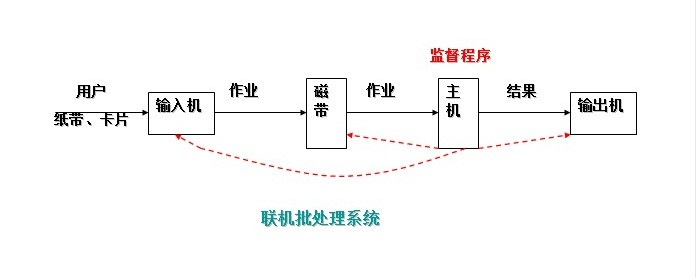 监督程序
用户
纸带、卡片
输入机
作业
磁带
作业
主机
结果
输出机
联机批处理系统